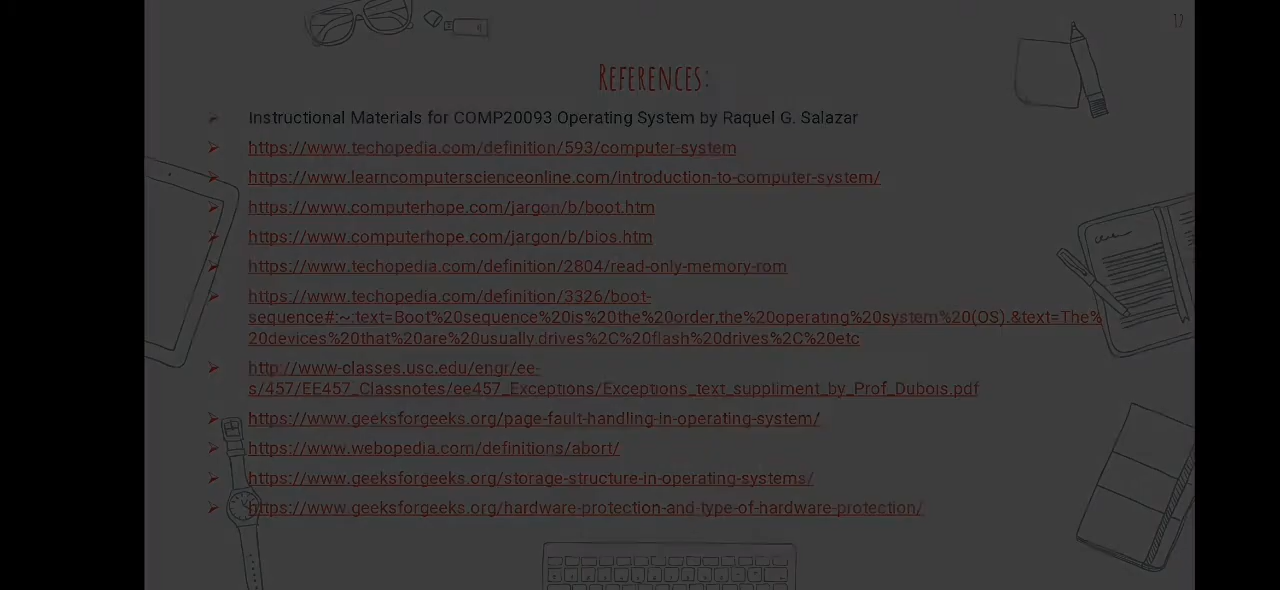 17
References:
Instructional Materials for COMP20093 Operating System by Raquel G. Salazar
https://www.techopedia.com/definition/593/computer-system
https://www.learncomputerscienceonline.com/introduction-to-computer-system/
https://www.computerhope.com/jargon/b/boot.htm
https://www.computerhope.com/jargon/b/bios.htm
https://www.techopedia.com/definition/2804/read-only-memory-rom
https://www.techopedia.com/definition/3326/boot-
sequence#:~:text=Boot%20sequence%20is%20the%20order,the%20operating%20system%20(OS).&text=The%
20devices%20that%20are%20usually,drives%2C%20flash%20drives%2C%20etc
http://www-classes.usc.edu/engr/ee-
s/457/EE457_Classnotes/ee457_Exceptions/Exceptions_text_suppliment_by_Prof_Dubois.pdf
https://www.geeksforgeeks.org/page-fault-handling-in-operating-system/
https://www.webopedia.com/definitions/abort/
https://www.geeksforgeeks.org/storage-structure-in-operating-systems/
https://www.geeksforgeeks.org/hardware-protection-and-type-of-hardware-protection/